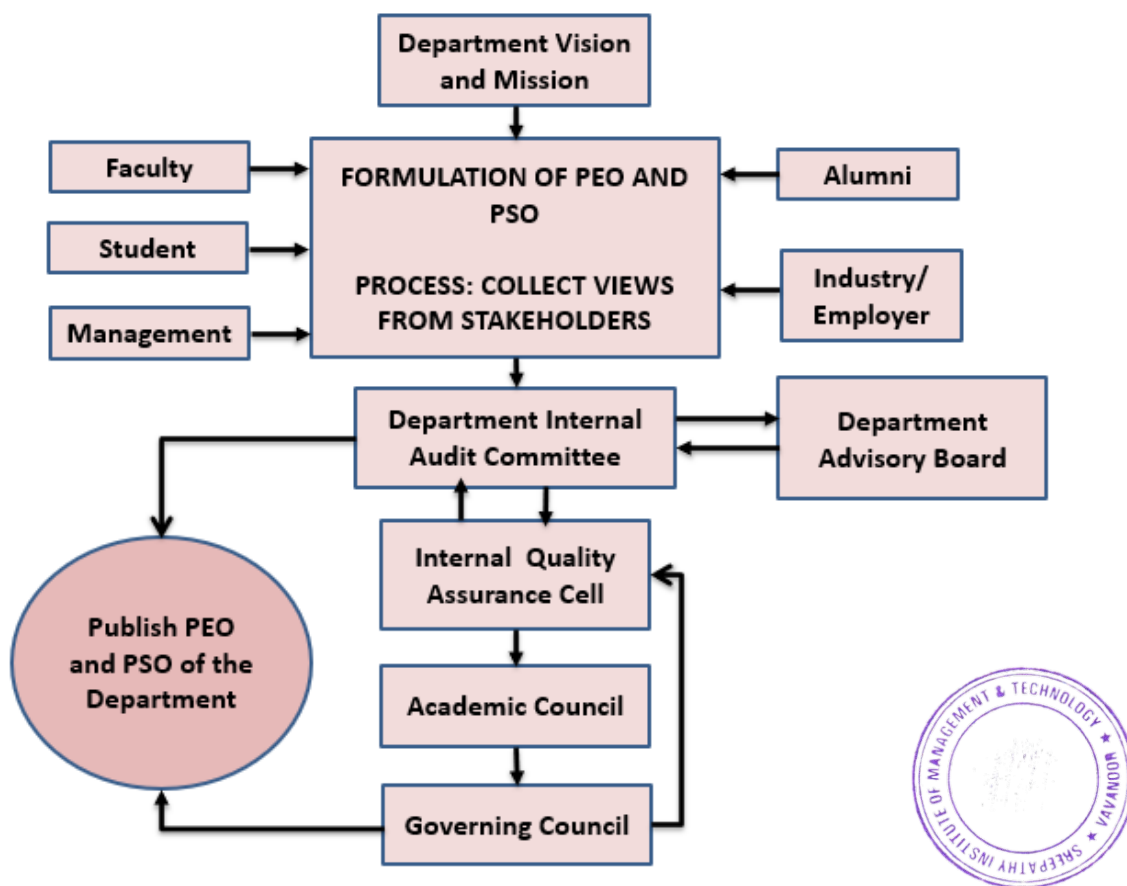 Department Vision
and Mission
Faculty
Student
Management
FORMULATION OF PEO AND
PSO
PROCESS: COLLECT VIEWS
FROM STAKEHOLDERS
Alumni
Industry/
Employer
Department Internal
Audit Committee
Department
Advisory Board
Internal Quality
Assurance Cell
Publish PEO
and PSO of the
Department
Academic Council
Governing Council
SREEPATHY INSTITUTE OF MANAGEMENT & TECHNOLOGY ★ VAVANOOR ★